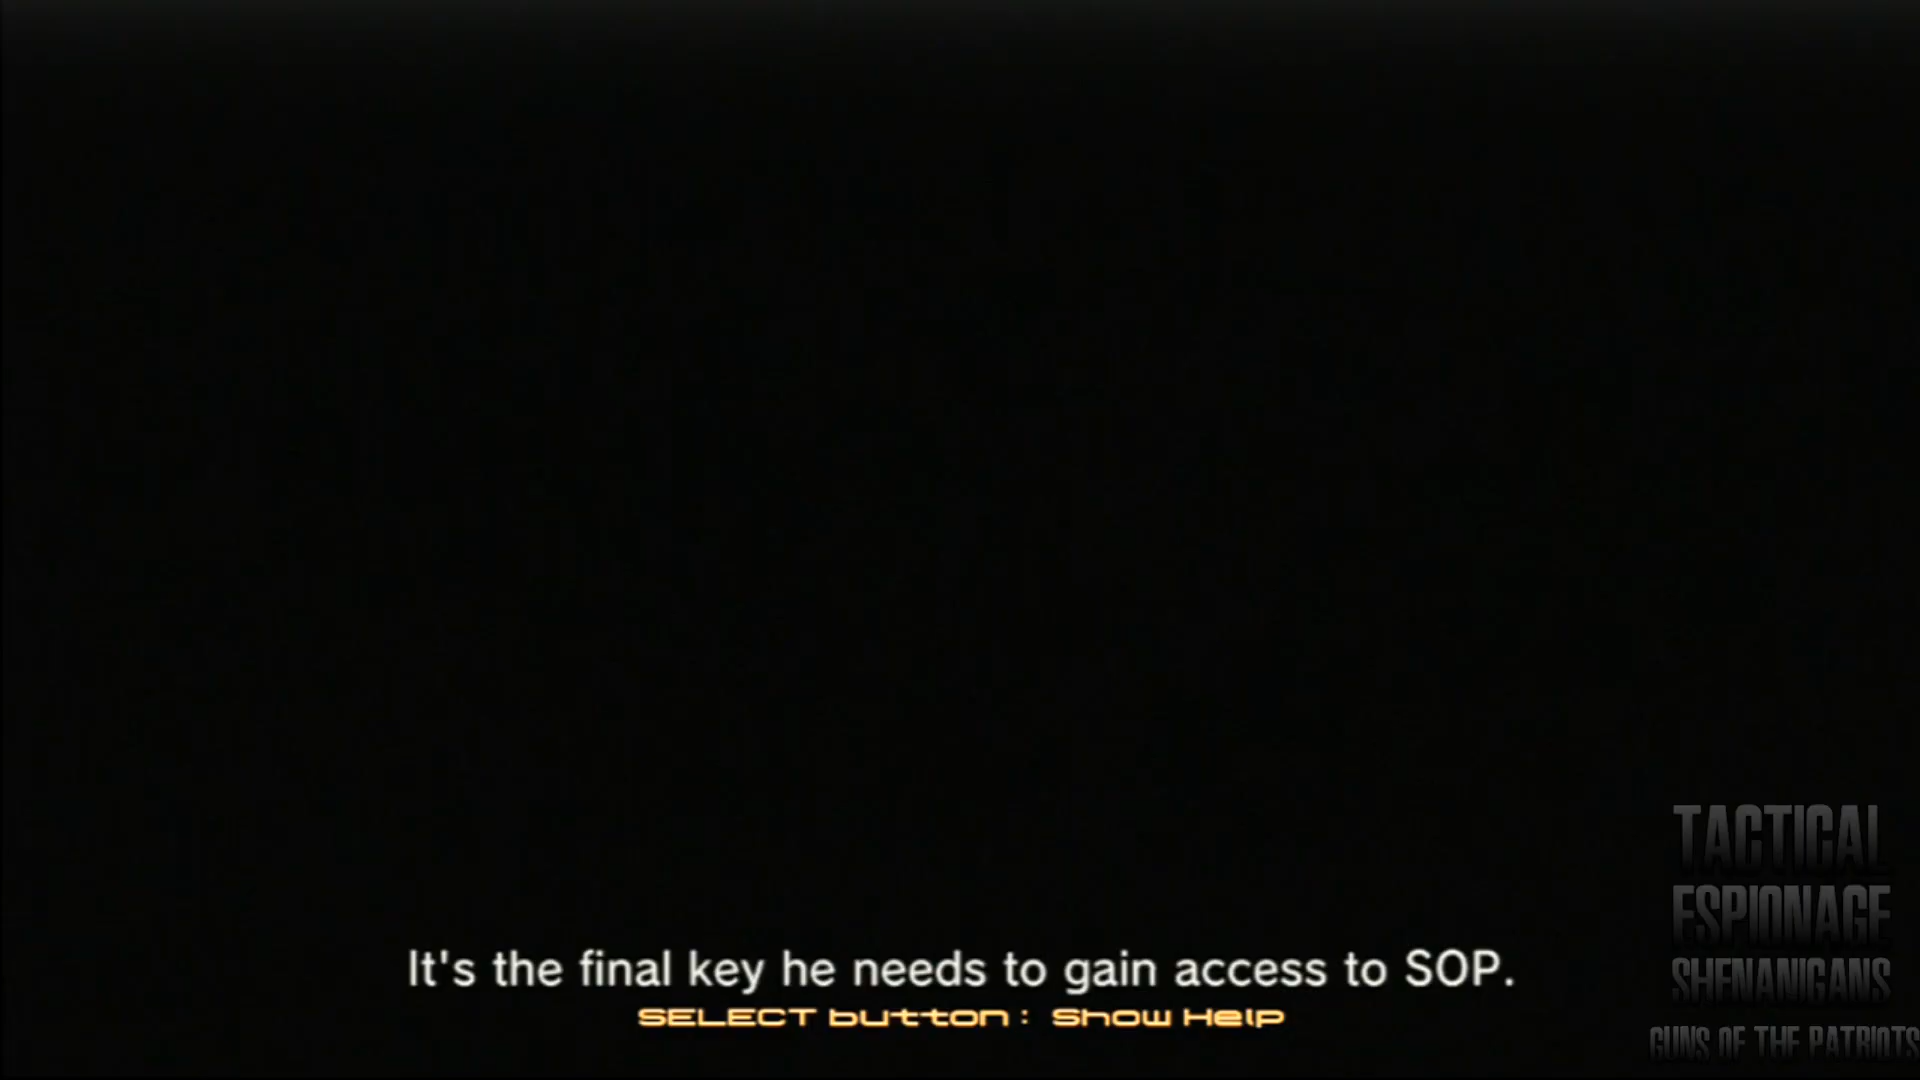 It's the final key he needs to gain access to SOP.
SELECT button : Show Help
TACTICAL
ESPIONAGE
SHENANIGANS
GUNS OF THE PATRIOTS